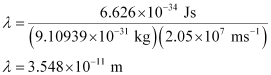 λ = 6.626×10⁻³⁴ Js / (9.10939×10⁻³¹ kg)(2.05×10⁷ ms⁻¹)
λ = 3.548×10⁻¹¹ m